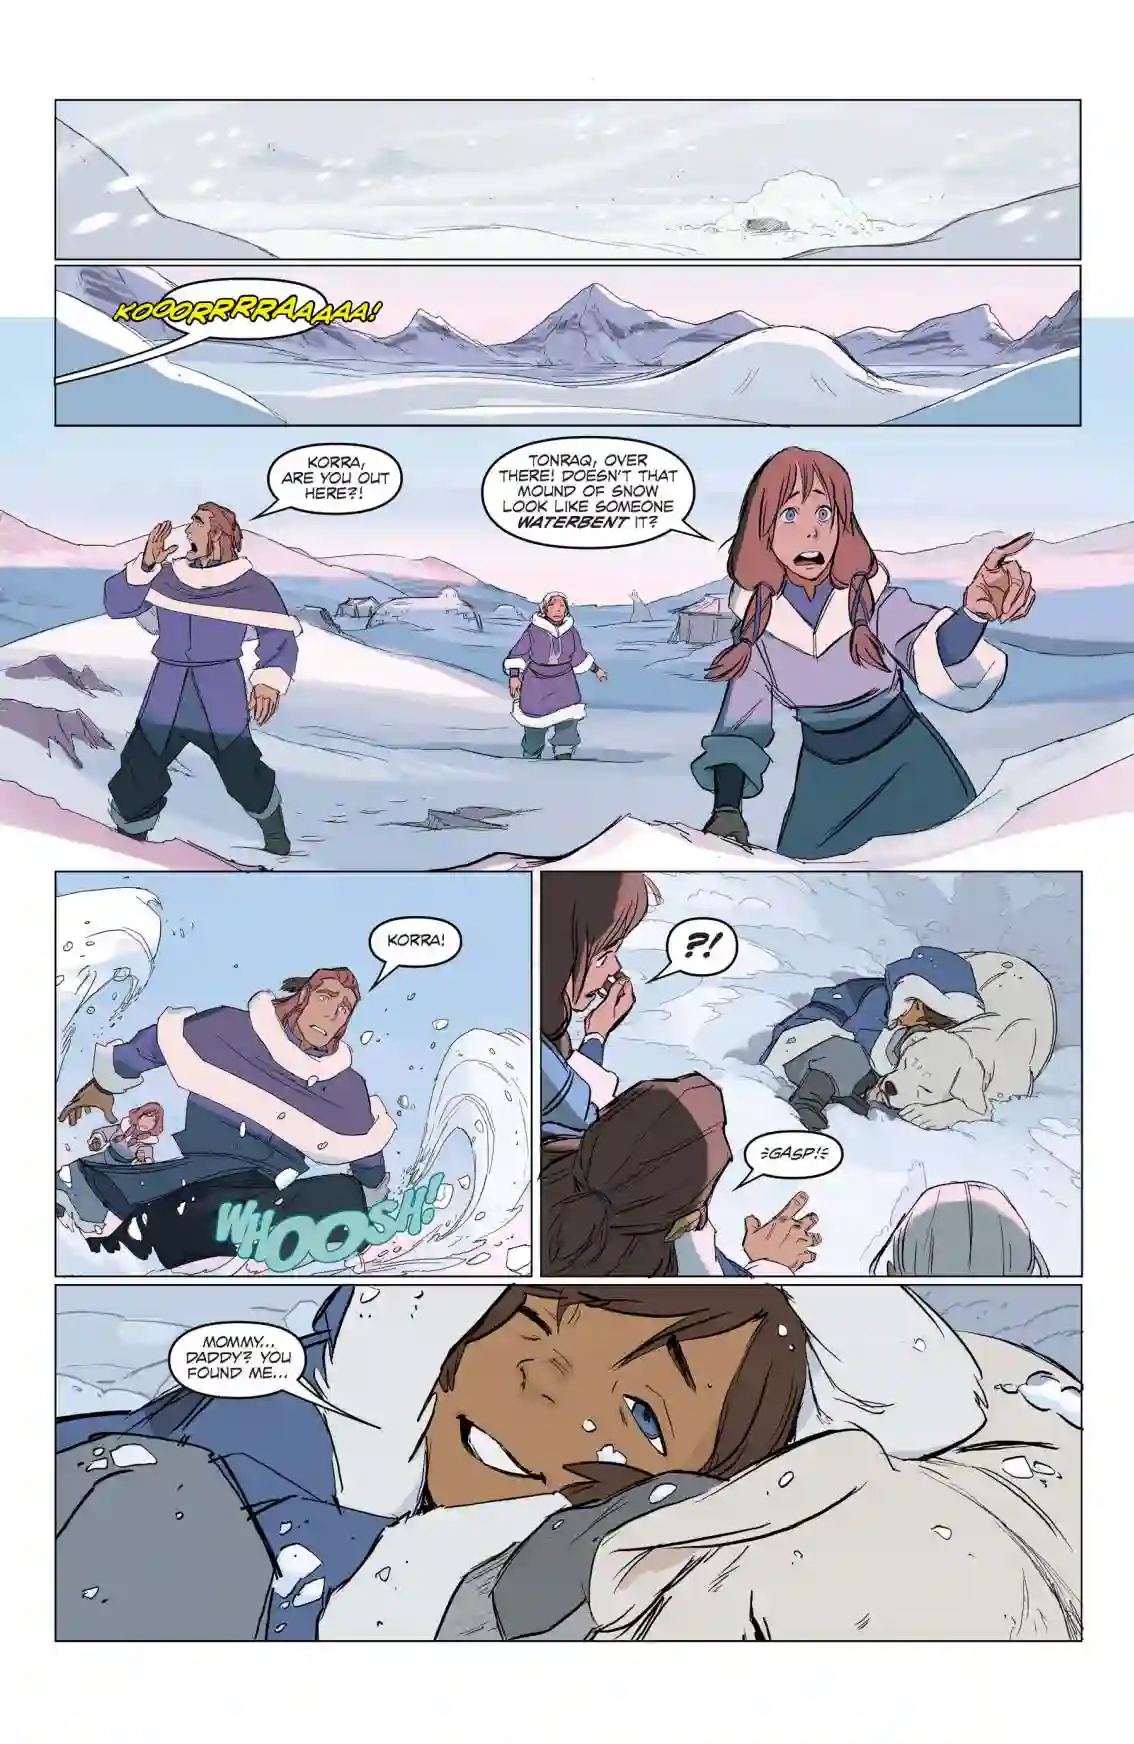 KOOORRRRRAAAAAA!
KORRA,
ARE YOU OUT
HERE?!
TONRAQ, OVER
THERE! DOESN'T THAT
MOUND OF SNOW
LOOK LIKE SOMEONE
WATERBENT IT?
KORRA!
WHOOSH!
?!
GASP!
MOMMY...
DADDY? YOU
FOUND ME...